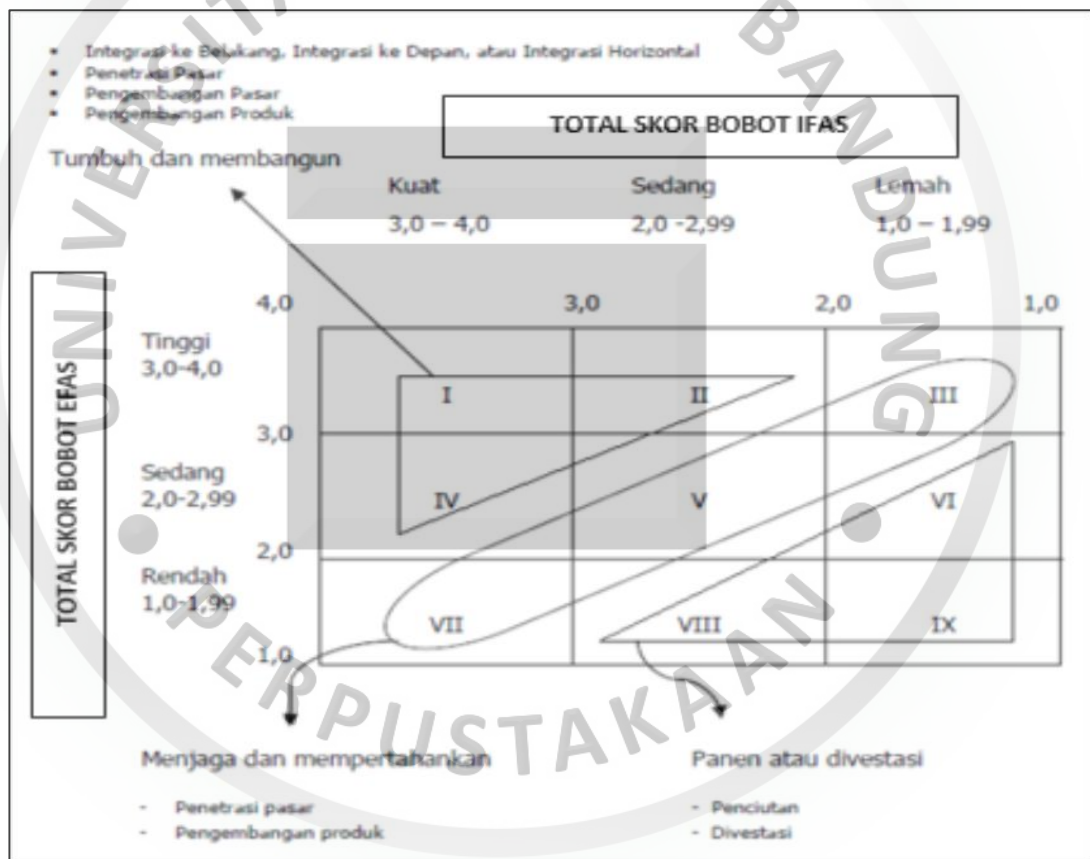 • Integrasi ke Belakang, Integrasi ke Depan, atau Integrasi Horizontal
• Penetrasi Pasar
• Pengembangan Pasar
• Pengembangan Produk
Tumbuh dan membangun
TOTAL SKOR BOBOT IFAS
Kuat Sedang Lemah
3,0 – 4,0 2,0 -2,99 1,0 – 1,99
4,0 3,0 2,0 1,0
TOTAL SKOR BOBOT EFAS
Tinggi
3,0-4,0
I II III
3,0
Sedang
2,0-2,99
IV V VI
2,0
Rendah
1,0-1,99
VII VIII IX
1,0
Menjaga dan mempertahankan
- Penetrasi pasar
- Pengembangan produk
Panen atau divestasi
- Penciutan
- Divestasi
UNIVERSITA BANDUNG
• PERPUSTAKAAN •